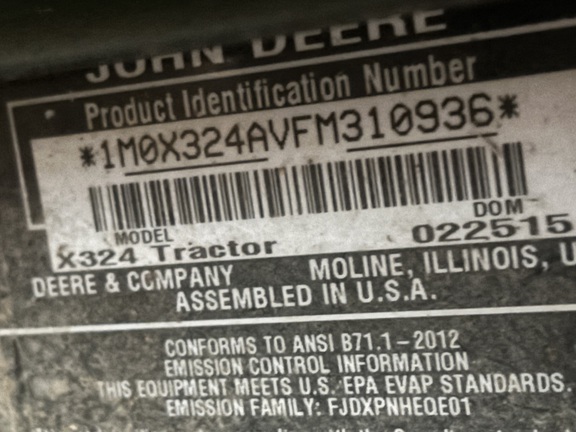 JOHN DEERE
Product Identification Number
*1M0X324AVFM310936*
MODEL DOM
X324 Tractor 022515
DEERE & COMPANY MOLINE, ILLINOIS, U
ASSEMBLED IN U.S.A.
CONFORMS TO ANSI B71.1-2012
EMISSION CONTROL INFORMATION
THIS EQUIPMENT MEETS U.S. EPA EVAP STANDARDS.
EMISSION FAMILY: FJDXPNHEQE01